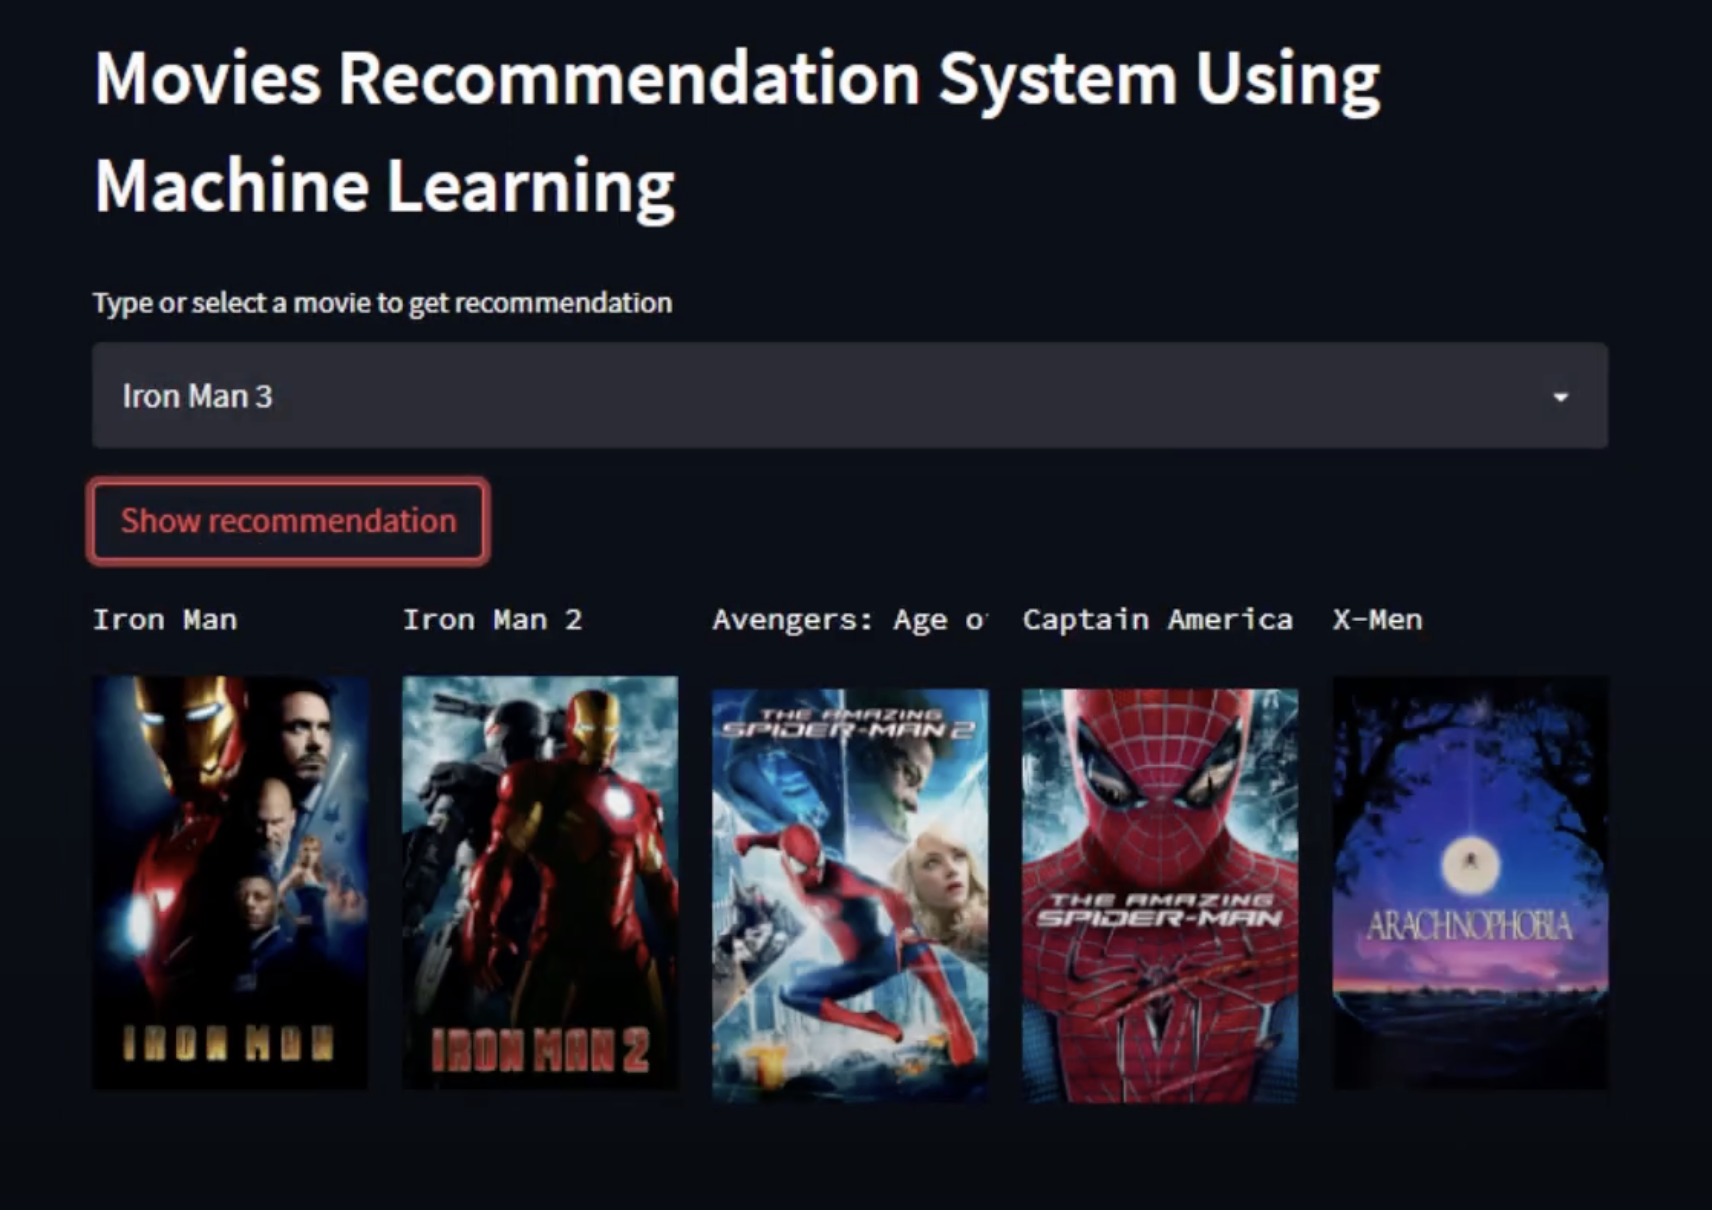 Movies Recommendation System Using
Machine Learning
Type or select a movie to get recommendation
Iron Man 3
Show recommendation
Iron Man
Iron Man 2
Avengers: Age o
Captain America
X-Men
IRON MAN
IRON MAN 2
THE AMAZING
SPIDER-MAN 2
THE AMAZING
SPIDER-MAN
ARACHNOPHOBIA